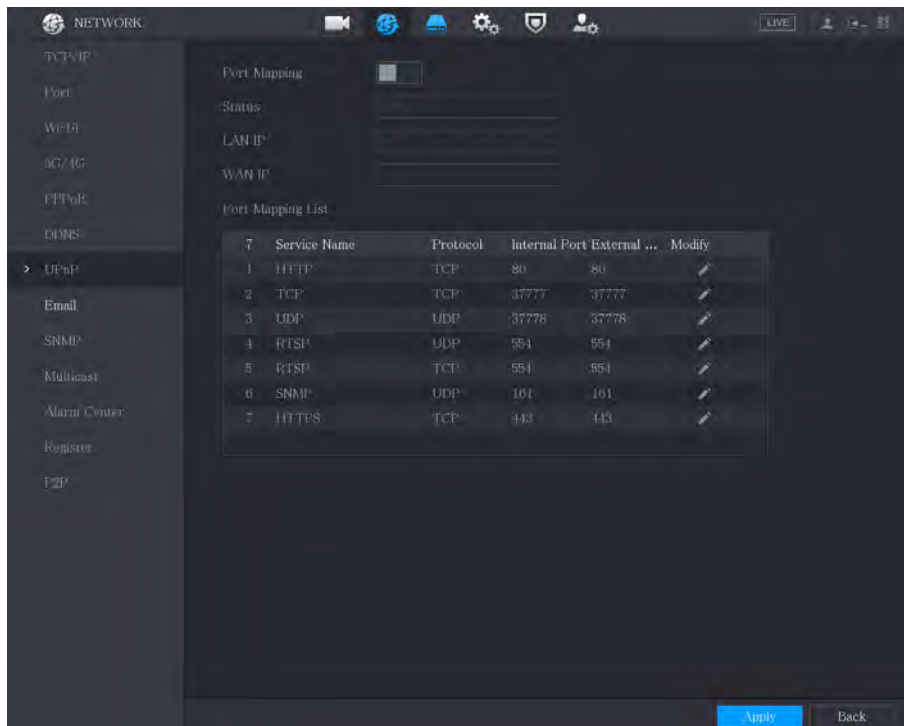 NETWORK
LIVE
TCP/IP
Port
Wi-Fi
3G/4G
PPPoE
DDNS
UPnP
Email
SNMP
Multicast
Alarm Center
Register
P2P
Port Mapping
Status
LAN IP
WAN IP
Port Mapping List
7 Service Name Protocol Internal Port External ... Modify
1 HTTP TCP 80 80
2 TCP TCP 37777 37777
3 UDP UDP 37778 37778
4 RTSP UDP 554 554
5 RTSP TCP 554 554
6 SNMP UDP 161 161
7 HTTPS TCP 443 443
Apply Back